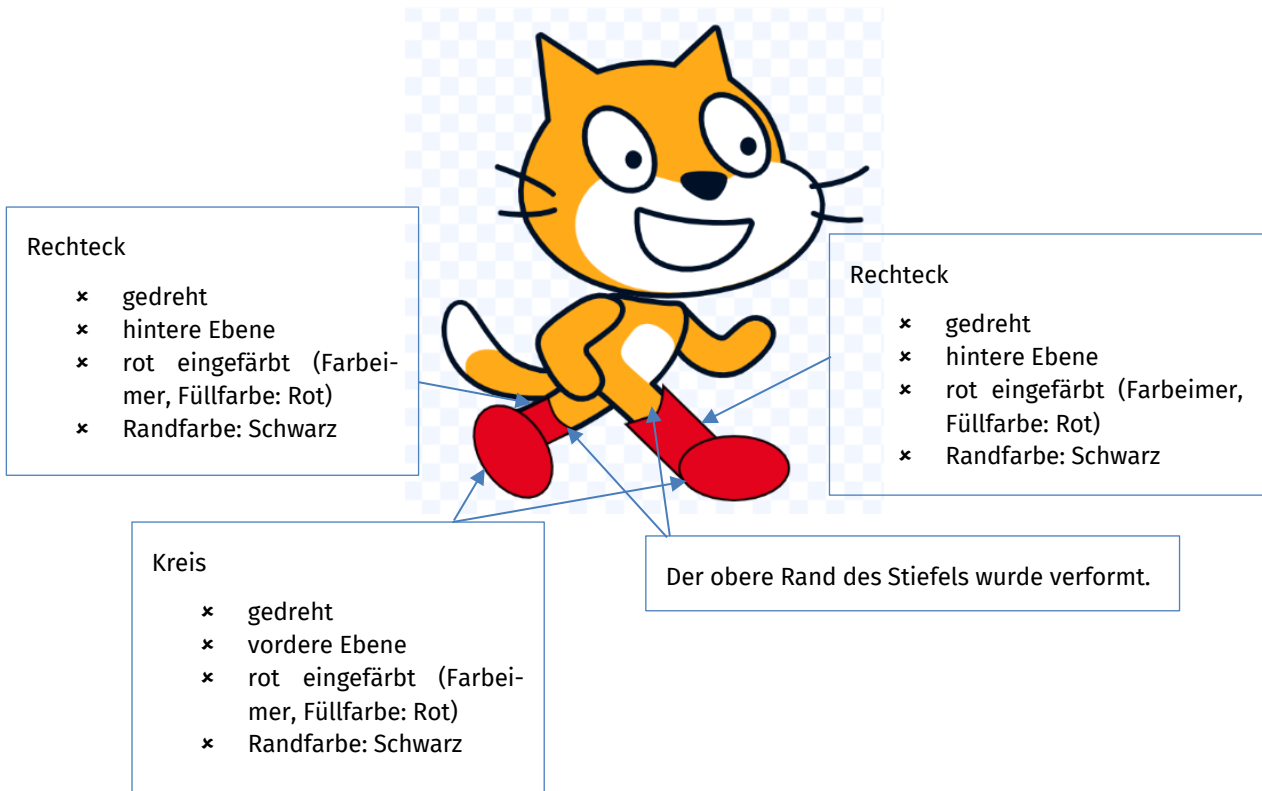 Rechteck
× gedreht
× hintere Ebene
× rot eingefärbt (Farbei-
mer, Füllfarbe: Rot)
× Randfarbe: Schwarz
Rechteck
× gedreht
× hintere Ebene
× rot eingefärbt (Farbeimer,
Füllfarbe: Rot)
× Randfarbe: Schwarz
Kreis
× gedreht
× vordere Ebene
× rot eingefärbt (Farbei-
mer, Füllfarbe: Rot)
× Randfarbe: Schwarz
Der obere Rand des Stiefels wurde verformt.